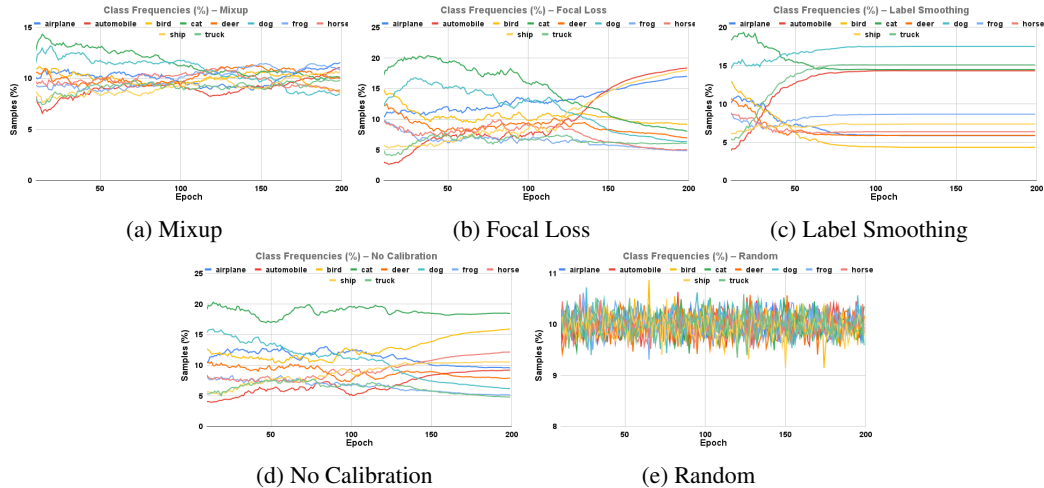 Class Frequencies (%) – Mixup
airplane automobile bird cat deer dog frog horse
ship truck
Samples (%)
15
10
5
0
50 100 150 200
Epoch
(a) Mixup
Class Frequencies (%) – Focal Loss
airplane automobile bird cat deer dog frog horse
ship truck
Samples (%)
25
20
15
10
5
0
50 100 150 200
Epoch
(b) Focal Loss
Class Frequencies (%) – Label Smoothing
airplane automobile bird cat deer dog frog horse
ship truck
Samples (%)
20
15
10
5
0
50 100 150 200
Epoch
(c) Label Smoothing
Class Frequencies (%) – No Calibration
airplane automobile bird cat deer dog frog horse
ship truck
Samples (%)
25
20
15
10
5
0
50 100 150 200
Epoch
(d) No Calibration
Class Frequencies (%) – Random
airplane automobile bird cat deer dog frog horse
ship truck
Samples (%)
11
10
9
8
50 100 150 200
Epoch
(e) Random